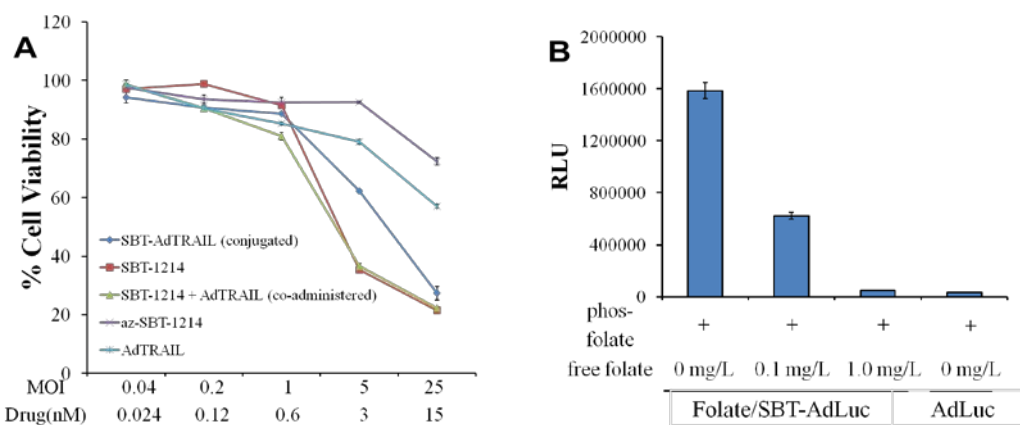 A
120
100
80
60
40
20
0
% Cell Viability
SBT-AdTRAIL (conjugated)
SBT-1214
SBT-1214 + AdTRAIL (co-administered)
az-SBT-1214
AdTRAIL
MOI 0.04 0.2 1 5 25
Drug(nM) 0.024 0.12 0.6 3 15
B
2000000
1600000
1200000
800000
400000
0
RLU
phos-
folate + + + +
free folate 0 mg/L 0.1 mg/L 1.0 mg/L 0 mg/L
Folate/SBT-AdLuc AdLuc